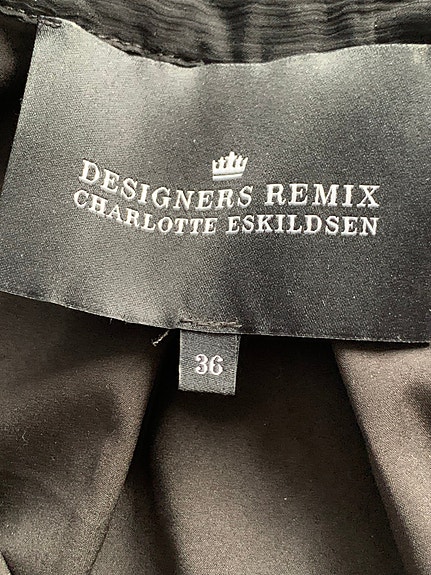 DESIGNERS REMIX
CHARLOTTE ESKILDSEN
36